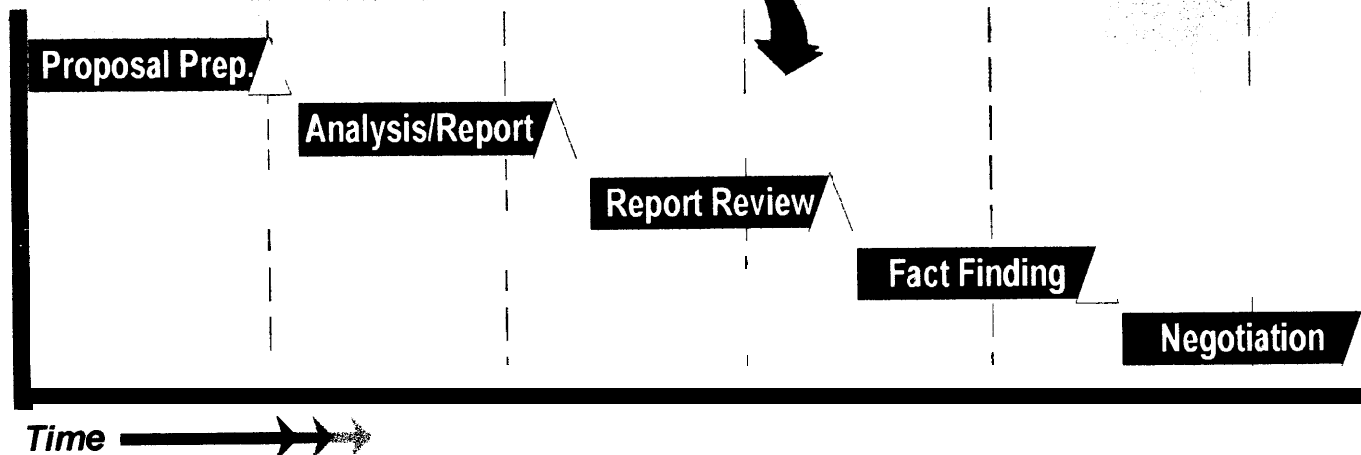 Proposal Prep.
Analysis/Report
Report Review
Fact Finding
Negotiation
Time